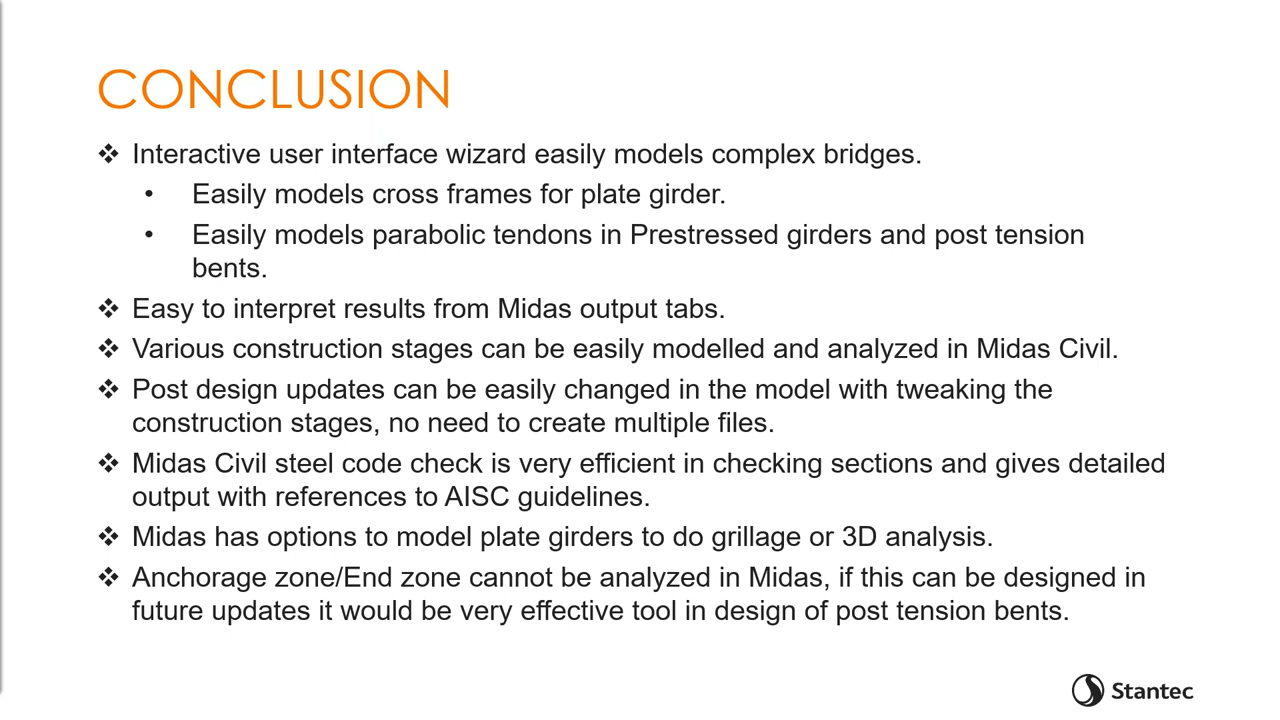 CONCLUSION
❖ Interactive user interface wizard easily models complex bridges.
• Easily models cross frames for plate girder.
• Easily models parabolic tendons in Prestressed girders and post tension
bents.
❖ Easy to interpret results from Midas output tabs.
❖ Various construction stages can be easily modelled and analyzed in Midas Civil.
❖ Post design updates can be easily changed in the model with tweaking the
construction stages, no need to create multiple files.
❖ Midas Civil steel code check is very efficient in checking sections and gives detailed
output with references to AISC guidelines.
❖ Midas has options to model plate girders to do grillage or 3D analysis.
❖ Anchorage zone/End zone cannot be analyzed in Midas, if this can be designed in
future updates it would be very effective tool in design of post tension bents.
Stantec